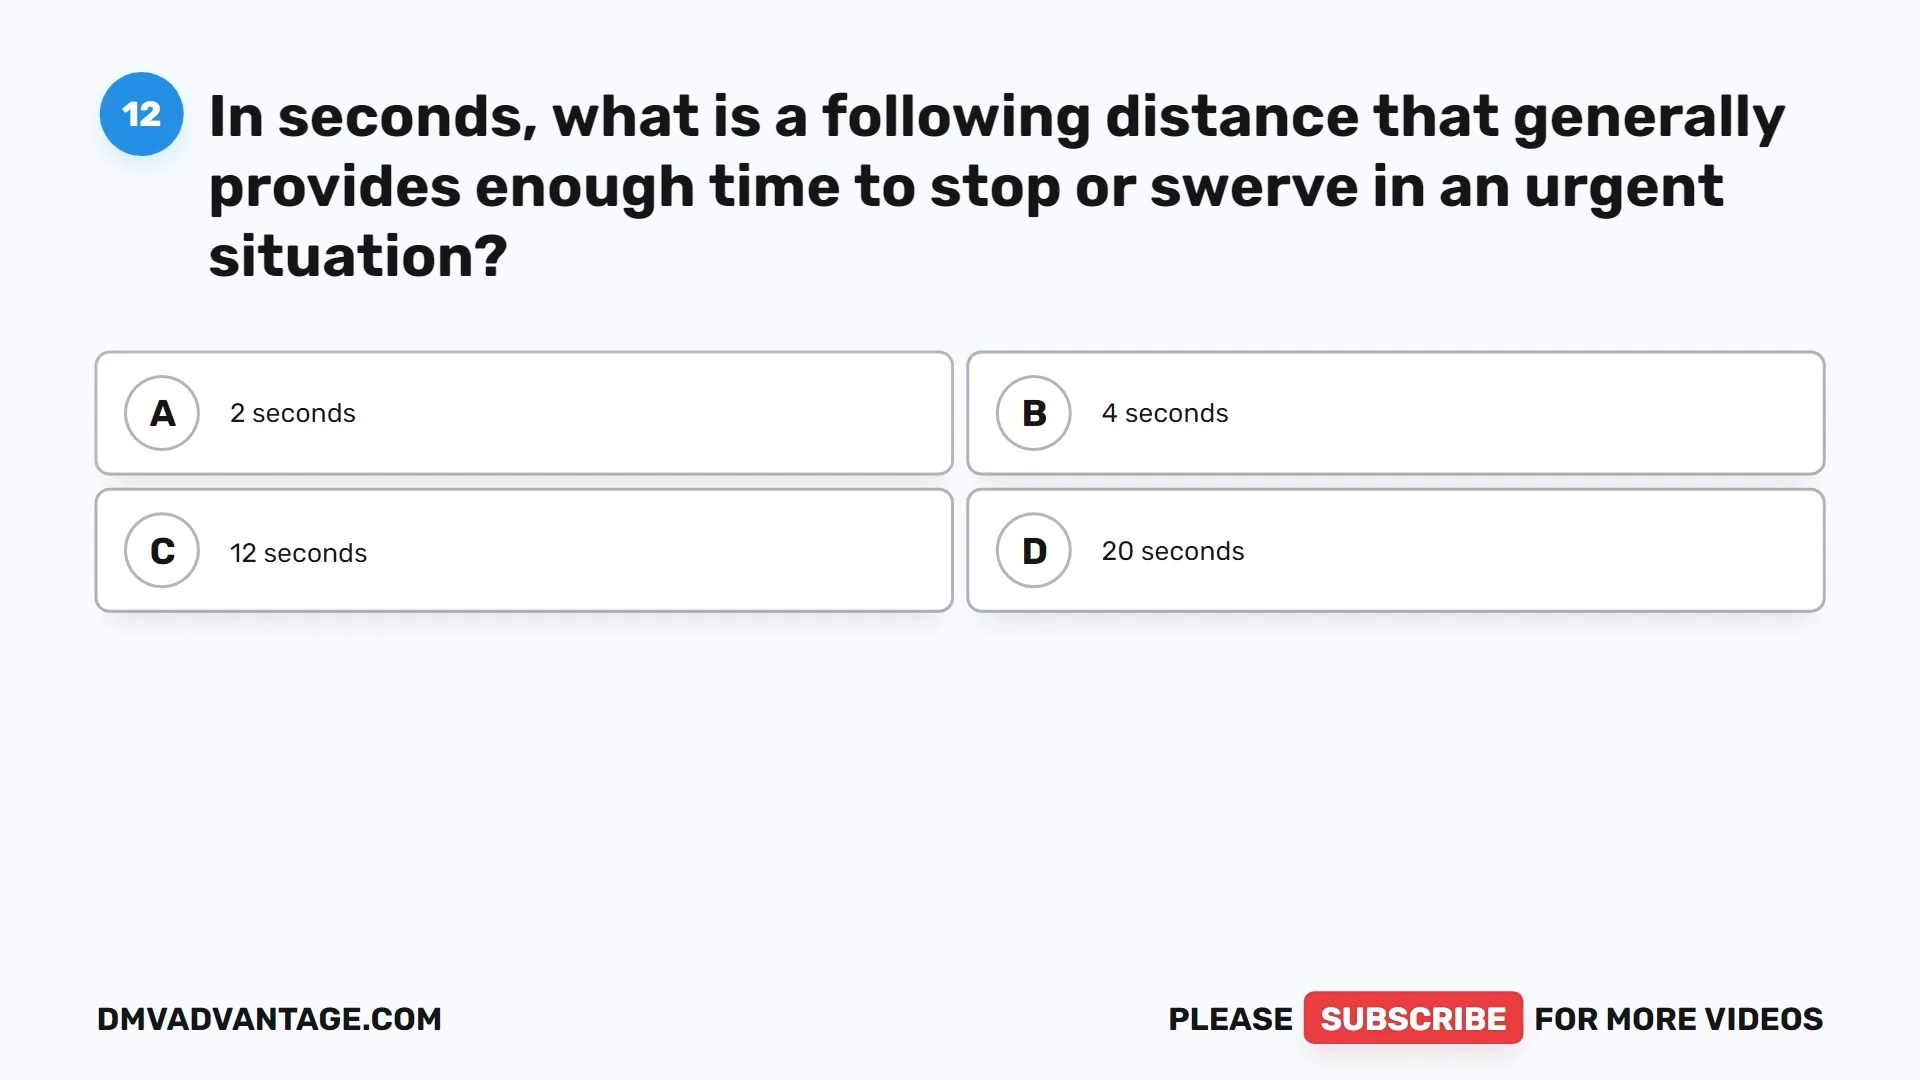 12
In seconds, what is a following distance that generally
provides enough time to stop or swerve in an urgent
situation?
A 2 seconds
B 4 seconds
C 12 seconds
D 20 seconds
DMVADVANTAGE.COM
PLEASE SUBSCRIBE FOR MORE VIDEOS